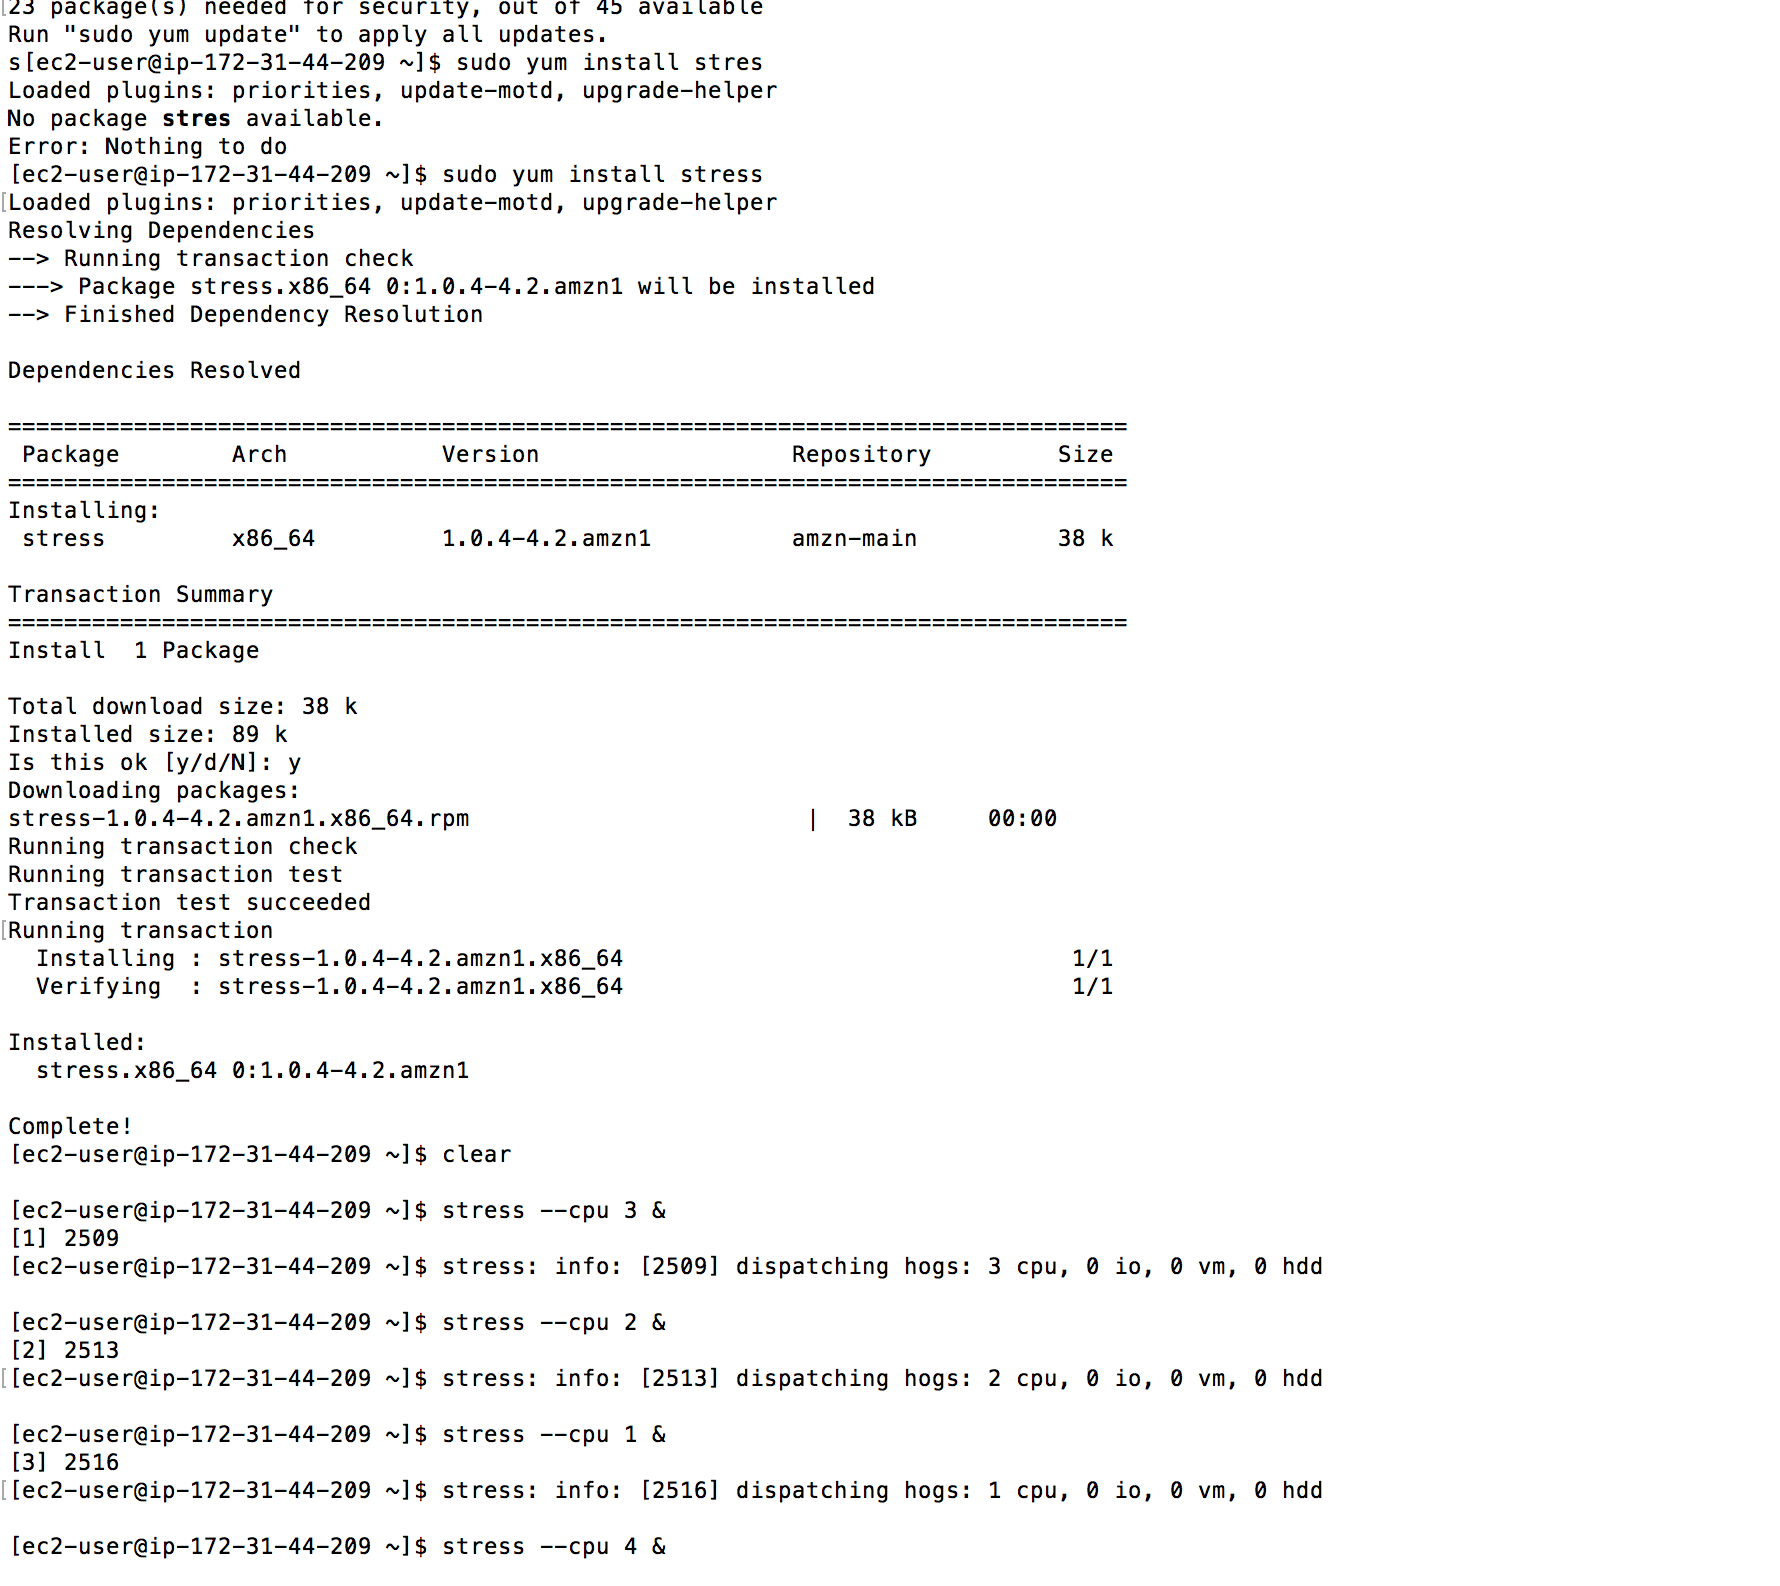 [23 package(s) needed for security, out of 45 available
Run "sudo yum update" to apply all updates.
s[ec2-user@ip-172-31-44-209 ~]$ sudo yum install stres
Loaded plugins: priorities, update-motd, upgrade-helper
No package stres available.
Error: Nothing to do
[ec2-user@ip-172-31-44-209 ~]$ sudo yum install stress
[Loaded plugins: priorities, update-motd, upgrade-helper
Resolving Dependencies
--> Running transaction check
---> Package stress.x86_64 0:1.0.4-4.2.amzn1 will be installed
--> Finished Dependency Resolution
Dependencies Resolved
================================================================================
Package        Arch           Version                  Repository         Size
================================================================================
Installing:
stress         x86_64         1.0.4-4.2.amzn1          amzn-main          38 k
Transaction Summary
================================================================================
Install  1 Package
Total download size: 38 k
Installed size: 89 k
Is this ok [y/d/N]: y
Downloading packages:
stress-1.0.4-4.2.amzn1.x86_64.rpm                        |  38 kB     00:00
Running transaction check
Running transaction test
Transaction test succeeded
[Running transaction
  Installing : stress-1.0.4-4.2.amzn1.x86_64                                1/1
  Verifying  : stress-1.0.4-4.2.amzn1.x86_64                                1/1
Installed:
  stress.x86_64 0:1.0.4-4.2.amzn1
Complete!
[ec2-user@ip-172-31-44-209 ~]$ clear
[ec2-user@ip-172-31-44-209 ~]$ stress --cpu 3 &
[1] 2509
[ec2-user@ip-172-31-44-209 ~]$ stress: info: [2509] dispatching hogs: 3 cpu, 0 io, 0 vm, 0 hdd
[ec2-user@ip-172-31-44-209 ~]$ stress --cpu 2 &
[2] 2513
[[ec2-user@ip-172-31-44-209 ~]$ stress: info: [2513] dispatching hogs: 2 cpu, 0 io, 0 vm, 0 hdd
[ec2-user@ip-172-31-44-209 ~]$ stress --cpu 1 &
[3] 2516
[[ec2-user@ip-172-31-44-209 ~]$ stress: info: [2516] dispatching hogs: 1 cpu, 0 io, 0 vm, 0 hdd
[ec2-user@ip-172-31-44-209 ~]$ stress --cpu 4 &